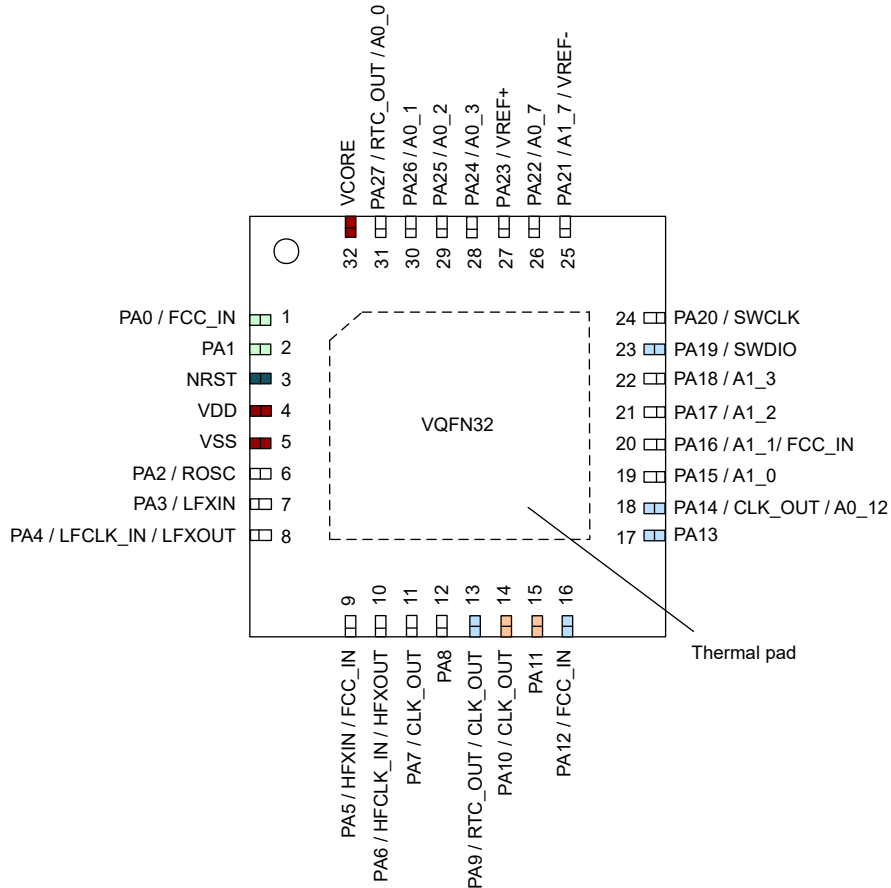 VCORE
PA27 / RTC_OUT / A0_0
PA26 / A0_1
PA25 / A0_2
PA24 / A0_3
PA23 / VREF+
PA22 / A0_7
PA21 / A1_7 / VREF-
32
31
30
29
28
27
26
25
PA0 / FCC_IN 1
PA1 2
NRST 3
VDD 4
VSS 5
PA2 / ROSC 6
PA3 / LFXIN 7
PA4 / LFCLK_IN / LFXOUT 8
VQFN32
24 PA20 / SWCLK
23 PA19 / SWDIO
22 PA18 / A1_3
21 PA17 / A1_2
20 PA16 / A1_1/ FCC_IN
19 PA15 / A1_0
18 PA14 / CLK_OUT / A0_12
17 PA13
9
10
11
12
13
14
15
16
PA5 / HFXIN / FCC_IN
PA6 / HFCLK_IN / HFXOUT
PA7 / CLK_OUT
PA8
PA9 / RTC_OUT / CLK_OUT
PA10 / CLK_OUT
PA11
PA12 / FCC_IN
Thermal pad